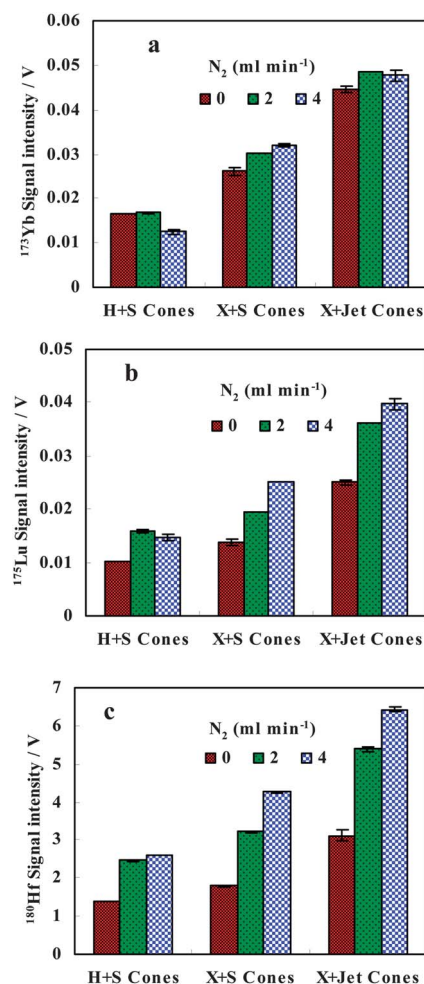 0.06
a
N₂ (ml min⁻¹)
0 2 4
0.05
0.04
0.03
0.02
0.01
0
¹⁷³Yb Signal intensity / V
H+S Cones X+S Cones X+Jet Cones
0.05
b
N₂ (ml min⁻¹)
0 2 4
0.04
0.03
0.02
0.01
0
¹⁷⁵Lu Signal intensity / V
H+S Cones X+S Cones X+Jet Cones
7
c
N₂ (ml min⁻¹)
0 2 4
6
5
4
3
2
1
0
¹⁸⁰Hf Signal intensity / V
H+S Cones X+S Cones X+Jet Cones